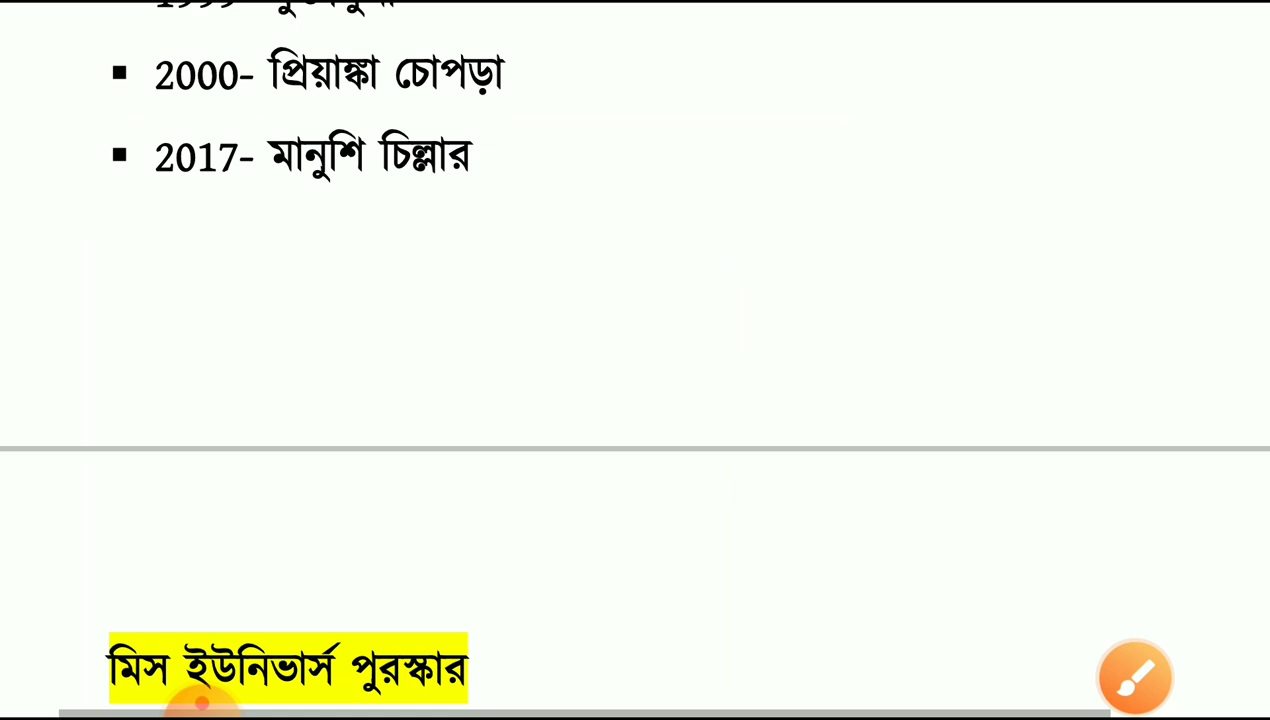 2000- প্রিয়াঙ্কা চোপড়া
2017- মানুশি চিল্লার
মিস ইউনিভার্স পুরস্কার